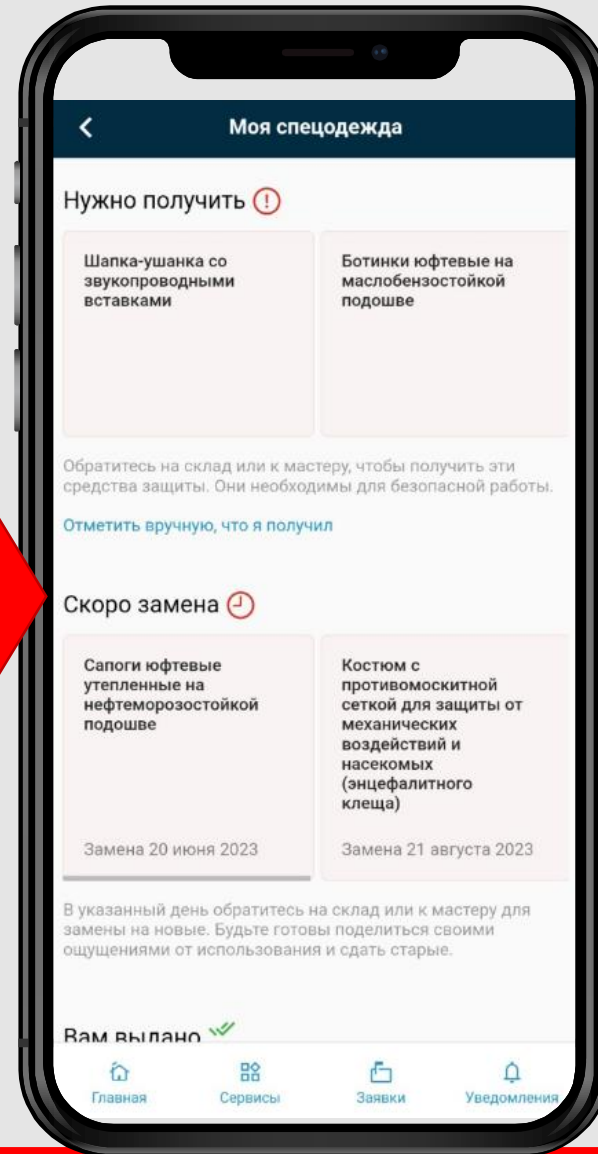 Моя спецодежда
Нужно получить
Шапка-ушанка со
звукопроводными
вставками
Ботинки юфтевые на
маслобензостойкой
подошве
Обратитесь на склад или к мастеру, чтобы получить эти
средства защиты. Они необходимы для безопасной работы.
Отметить вручную, что я получил
Скоро замена
Сапоги юфтевые
утепленные на
нефтеморозостойкой
подошве
Замена 20 июня 2023
Костюм с
противомоскитной
сеткой для защиты от
механических
воздействий и
насекомых
(энцефалитного
клеща)
Замена 21 августа 2023
В указанный день обратитесь на склад или к мастеру для
замены на новые. Будьте готовы поделиться своими
ощущениями от использования и сдать старые.
Вам выдано
Главная
Сервисы
Заявки
Уведомления